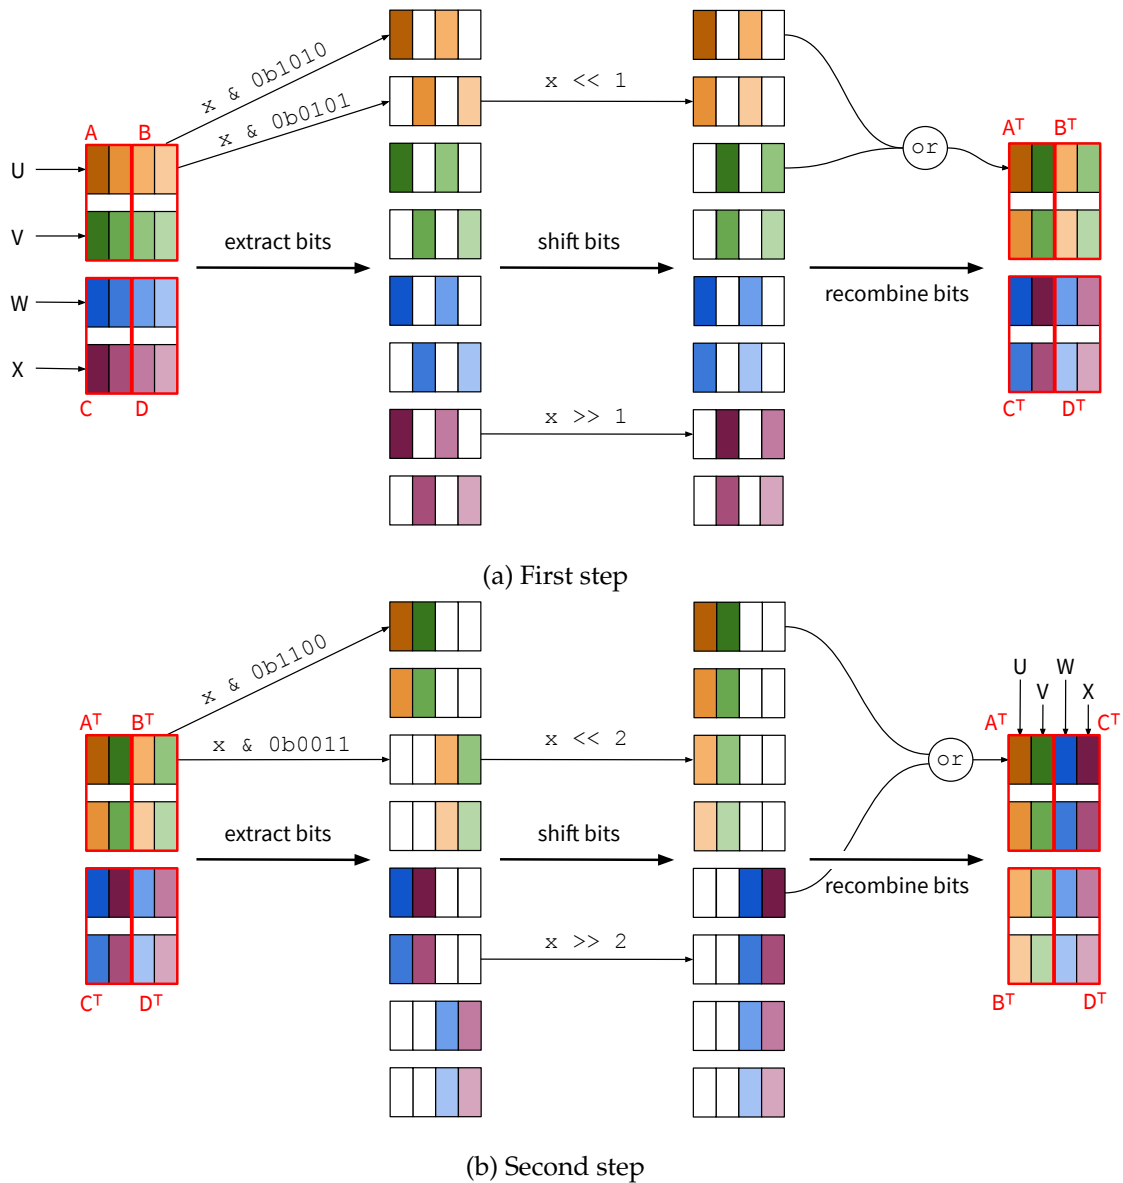 x & 0b1010
x & 0b0101
x << 1
A B
U
V
W
X
C D
extract bits
shift bits
or
recombine bits
Aᵀ Bᵀ
Cᵀ Dᵀ
x >> 1
(a) First step
x & 0b1100
x & 0b0011
x << 2
Aᵀ Bᵀ
Cᵀ Dᵀ
extract bits
shift bits
or
recombine bits
x >> 2
U W
V X
Aᵀ Cᵀ
Bᵀ Dᵀ
(b) Second step